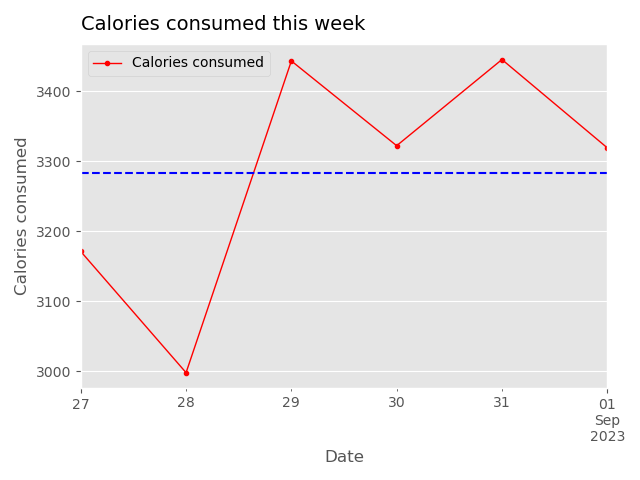 Calories consumed this week
Calories consumed
3400
3300
3200
3100
3000
Calories consumed
27
28
29
30
31
01
Sep
2023
Date